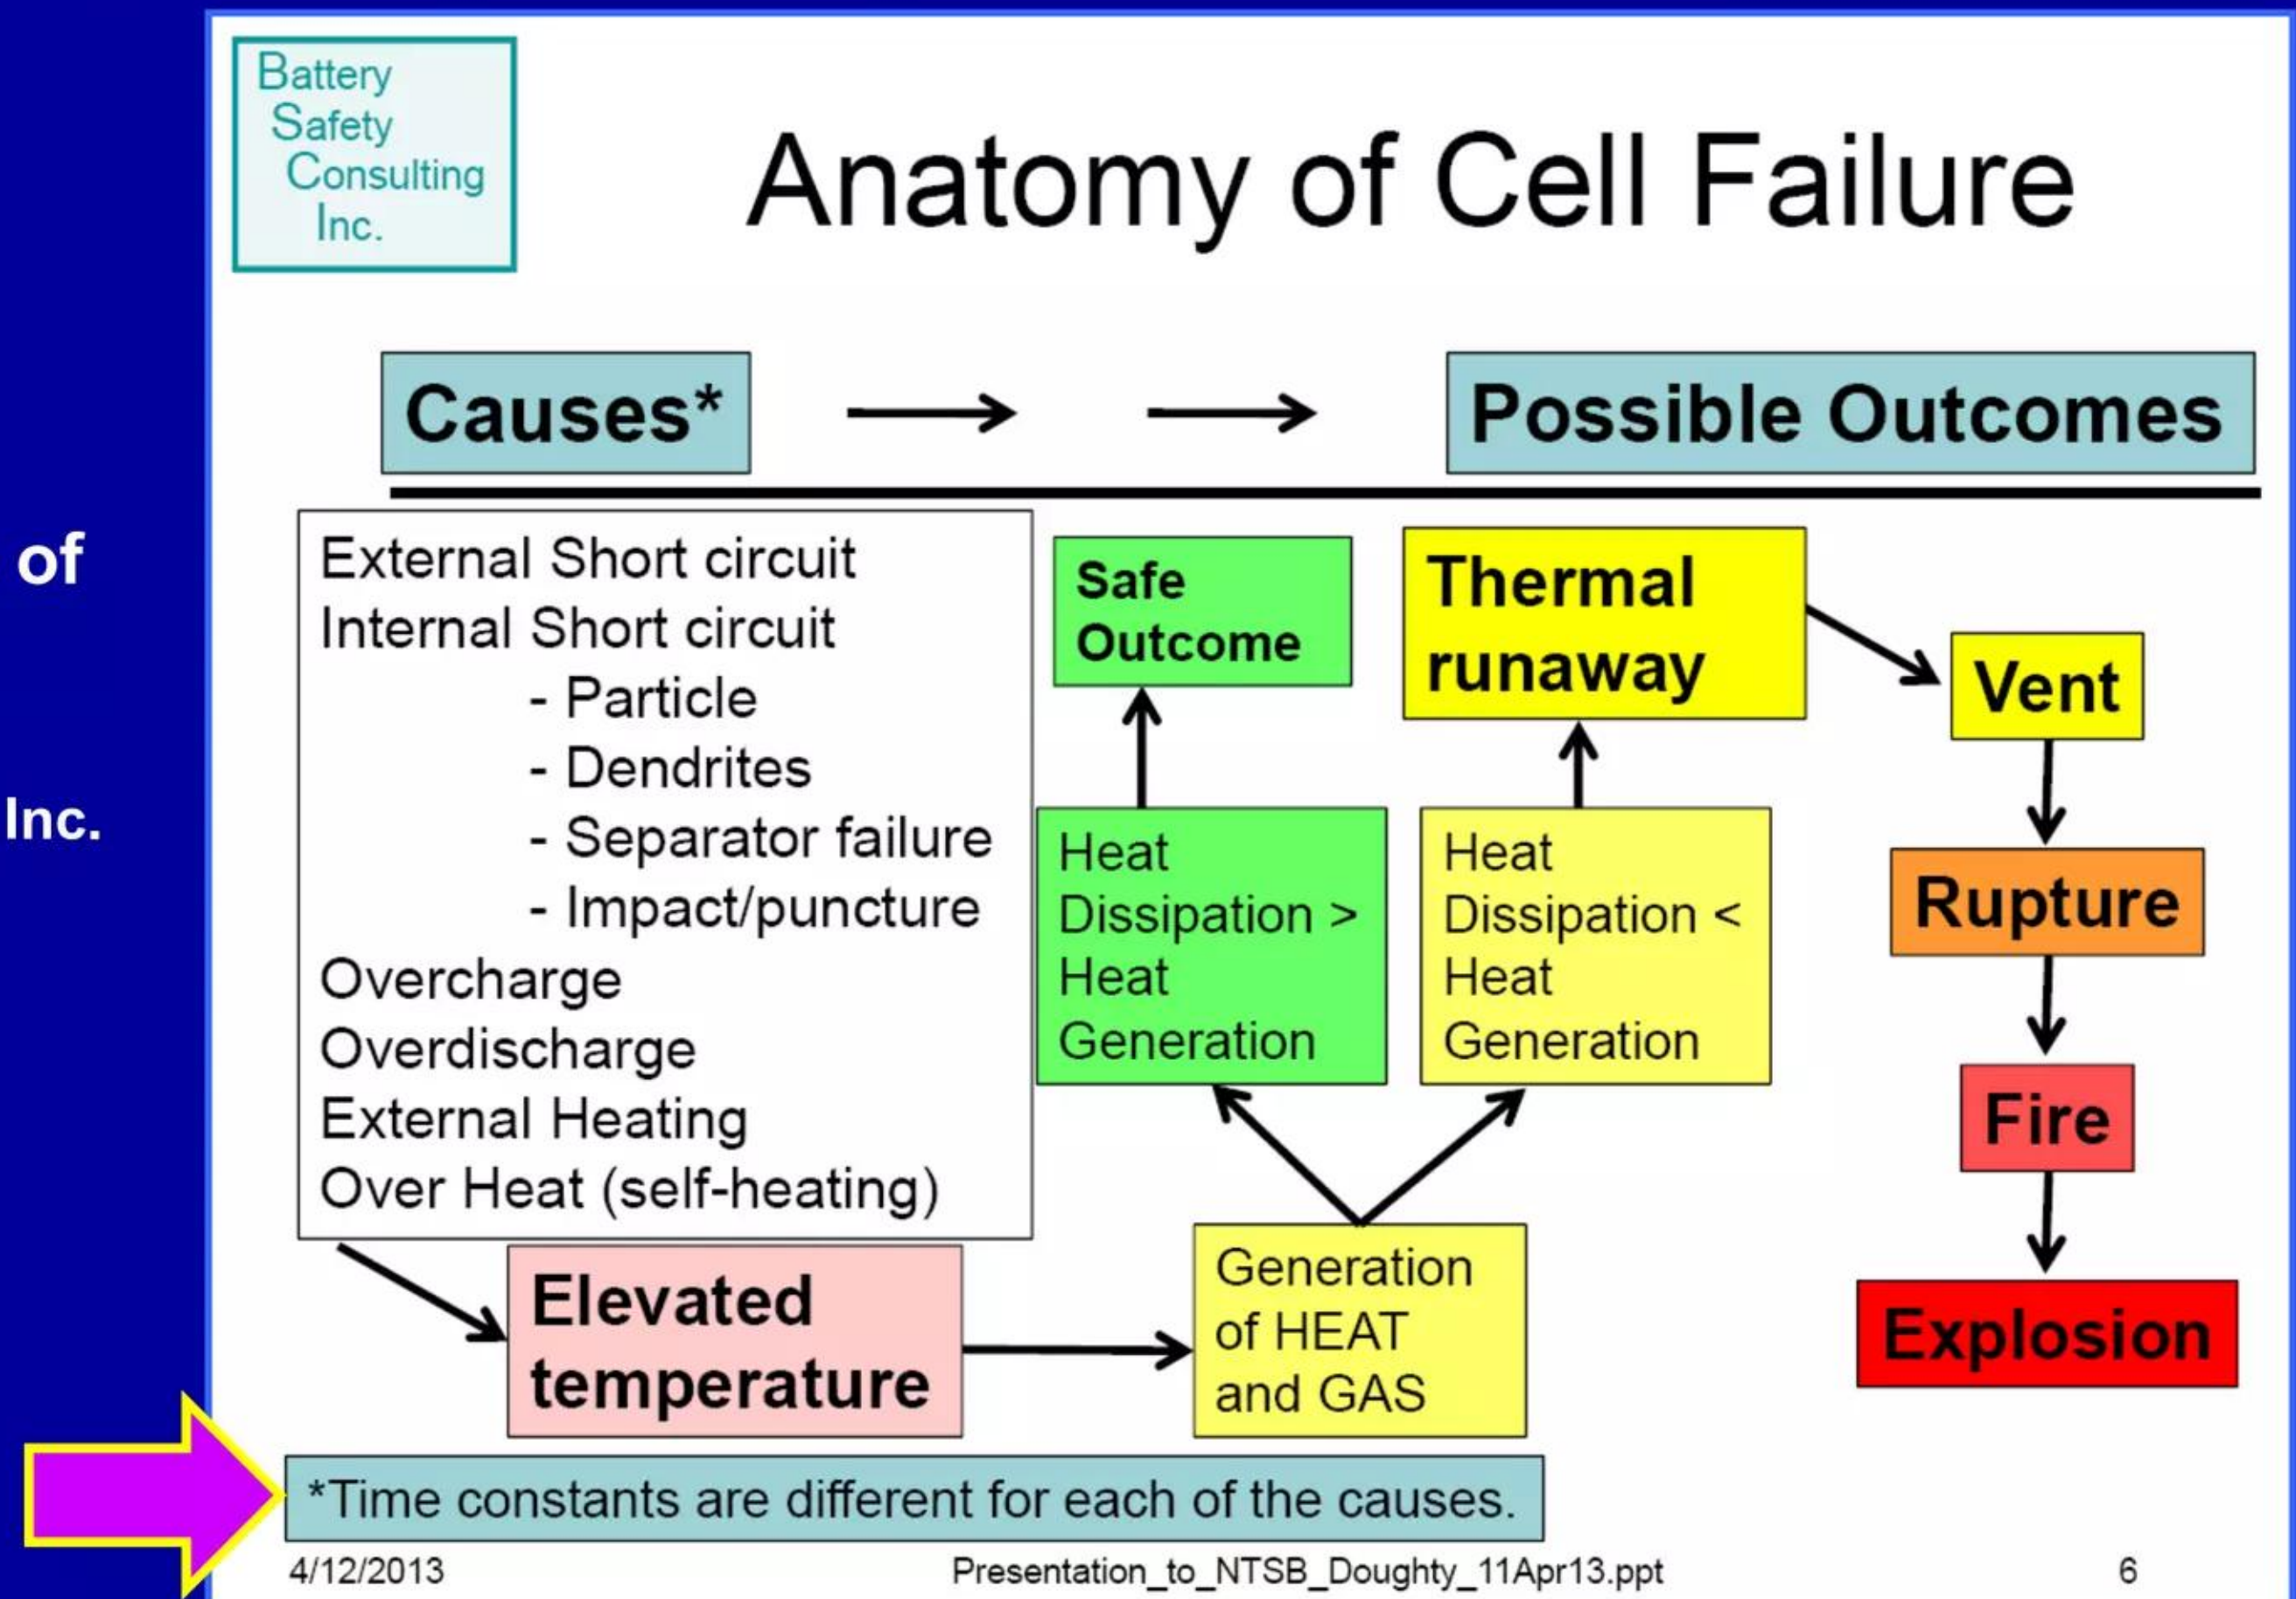 of
Inc.
Battery
Safety
Consulting
Inc.
Anatomy of Cell Failure
Causes*
Possible Outcomes
External Short circuit
Internal Short circuit
- Particle
- Dendrites
- Separator failure
- Impact/puncture
Overcharge
Overdischarge
External Heating
Over Heat (self-heating)
Elevated
temperature
Generation
of HEAT
and GAS
Heat
Dissipation >
Heat
Generation
Safe
Outcome
Heat
Dissipation <
Heat
Generation
Thermal
runaway
Vent
Rupture
Fire
Explosion
*Time constants are different for each of the causes.
4/12/2013
Presentation_to_NTSB_Doughty_11Apr13.ppt
6